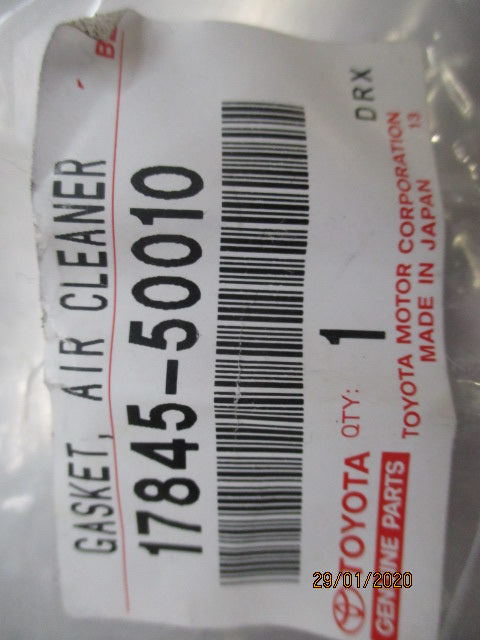 GASKET, AIR CLEANER
17845-50010
TOYOTA QTY: 1 DRX
GENUINE PARTS
TOYOTA MOTOR CORPORATION 13
MADE IN JAPAN
29/01/2020